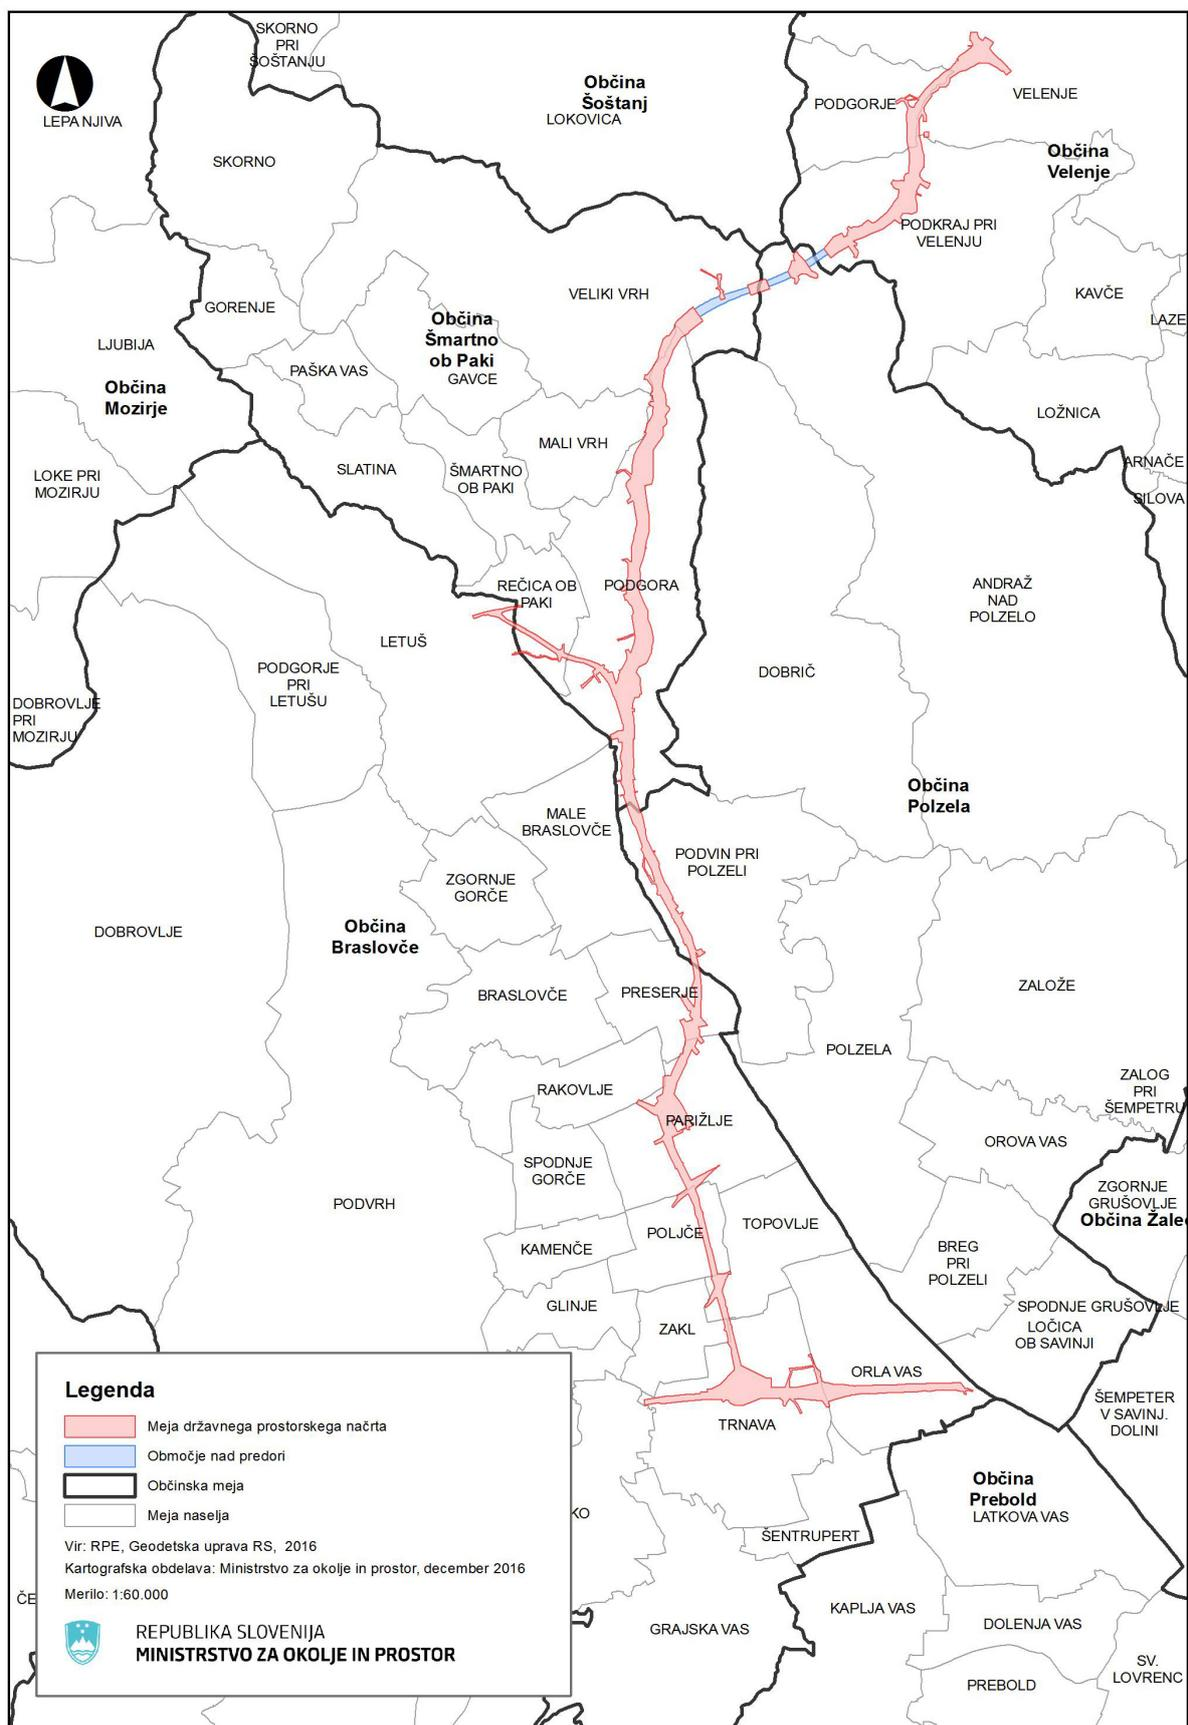 SKORNO
PRI
ŠOŠTANJU
LEPA NJIVA
Občina
Šoštanj
LOKOVICA
PODGORJE
VELENJE
Občina
Velenje
SKORNO
PODKRAJ PRI
VELENJU
GORENJE
VELIKI VRH
KAVČE
LAZE
LJUBIJA
Občina
Mozirje
PAŠKA VAS
Občina
Šmartno
ob Paki
GAVCE
LOŽNICA
MALI VRH
SLATINA
ŠMARTNO
OB PAKI
LOKE PRI
MOZIRJU
ARNAČE
SILOVA
REČICA OB
PAKI
PODGORA
ANDRAŽ
NAD
POLZELO
LETUŠ
DOBRIČ
PODGORJE
PRI
LETUŠU
DOBROVLJE
PRI
MOZIRJU
Občina
Polzela
MALE
BRASLOVČE
PODVIN PRI
POLZELI
ZGORNJE
GORČE
DOBROVLJE
Občina
Braslovče
BRASLOVČE
PRESERJE
ZALOŽE
POLZELA
RAKOVLJE
ZALOG
PRI
ŠEMPETRU
PARIŽLJE
OROVA VAS
SPODNJE
GORČE
PODVRH
ZGORNJE
GRUŠOVLJE
Občina Žalec
KAMENČE
POLJČE
TOPOVLJE
BREG
PRI
POLZELI
GLINJE
ZAKL
SPODNJE GRUŠOVLJE
LOČICA
OB SAVINJI
ORLA VAS
ŠEMPETER
V SAVINJ.
DOLINI
TRNAVA
Občina
Prebold
LATKOVA VAS
KO
ŠENTRUPERT
ČE
KAPLJA VAS
GRAJSKA VAS
DOLENJA VAS
SV.
LOVRENC
PREBOLD
Legenda
Meja državnega prostorskega načrta
Območje nad predori
Občinska meja
Meja naselja
Vir: RPE, Geodetska uprava RS, 2016
Kartografska obdelava: Ministrstvo za okolje in prostor, december 2016
Merilo: 1:60.000
REPUBLIKA SLOVENIJA
MINISTRSTVO ZA OKOLJE IN PROSTOR